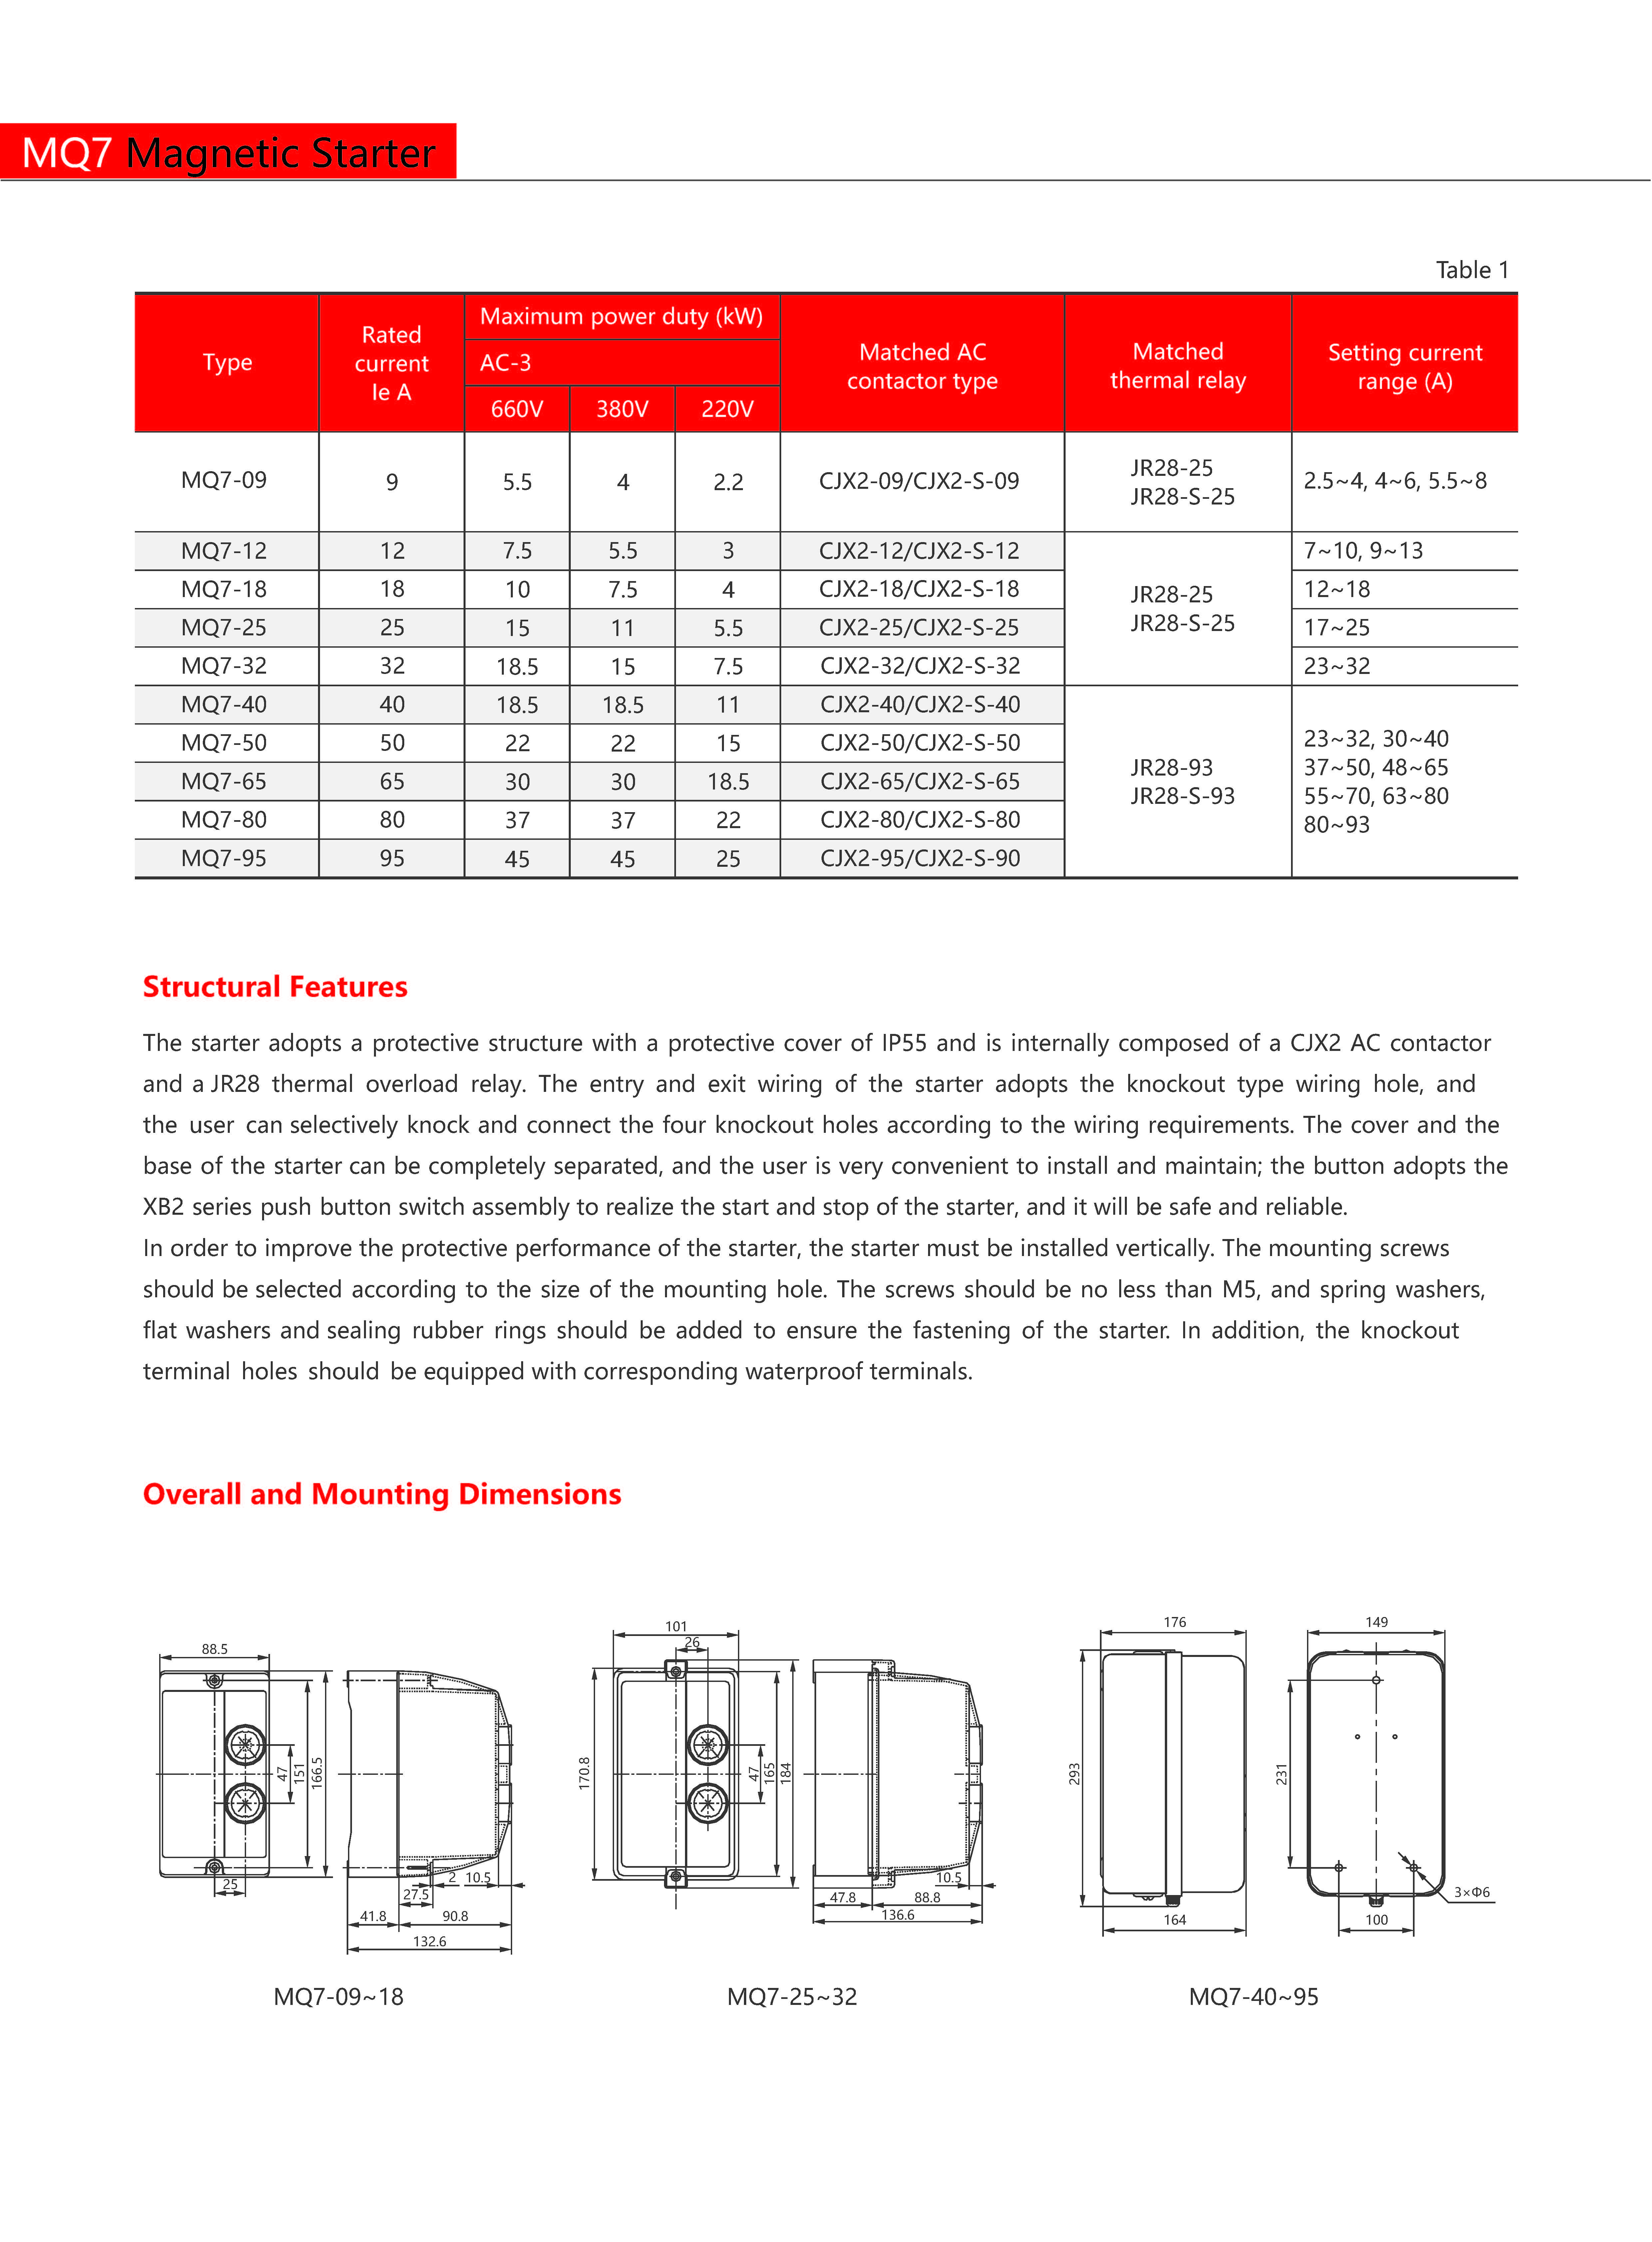 MQ7 Magnetic Starter
Table 1
Type
Rated
current
Ie A
Maximum power duty (kW)
AC-3
660V 380V 220V
Matched AC
contactor type
Matched
thermal relay
Setting current
range (A)
MQ7-09 9 5.5 4 2.2 CJX2-09/CJX2-S-09
JR28-25
JR28-S-25
2.5~4, 4~6, 5.5~8
MQ7-12 12 7.5 5.5 3 CJX2-12/CJX2-S-12 7~10, 9~13
MQ7-18 18 10 7.5 4 CJX2-18/CJX2-S-18 12~18
JR28-25
JR28-S-25
MQ7-25 25 15 11 5.5 CJX2-25/CJX2-S-25 17~25
MQ7-32 32 18.5 15 7.5 CJX2-32/CJX2-S-32 23~32
MQ7-40 40 18.5 18.5 11 CJX2-40/CJX2-S-40
MQ7-50 50 22 22 15 CJX2-50/CJX2-S-50
MQ7-65 65 30 30 18.5 CJX2-65/CJX2-S-65
MQ7-80 80 37 37 22 CJX2-80/CJX2-S-80
MQ7-95 95 45 45 25 CJX2-95/CJX2-S-90
JR28-93
JR28-S-93
23~32, 30~40
37~50, 48~65
55~70, 63~80
80~93
Structural Features
The starter adopts a protective structure with a protective cover of IP55 and is internally composed of a CJX2 AC contactor
and a JR28 thermal overload relay. The entry and exit wiring of the starter adopts the knockout type wiring hole, and
the user can selectively knock and connect the four knockout holes according to the wiring requirements. The cover and the
base of the starter can be completely separated, and the user is very convenient to install and maintain; the button adopts the
XB2 series push button switch assembly to realize the start and stop of the starter, and it will be safe and reliable.
In order to improve the protective performance of the starter, the starter must be installed vertically. The mounting screws
should be selected according to the size of the mounting hole. The screws should be no less than M5, and spring washers,
flat washers and sealing rubber rings should be added to ensure the fastening of the starter. In addition, the knockout
terminal holes should be equipped with corresponding waterproof terminals.
Overall and Mounting Dimensions
88.5
47
151
166.5
25
2 10.5
27.5
41.8 90.8
132.6
MQ7-09~18
101
26
170.8
47
165
184
10.5
47.8 88.8
136.6
MQ7-25~32
176
293
164
149
231
3×Φ6
100
MQ7-40~95